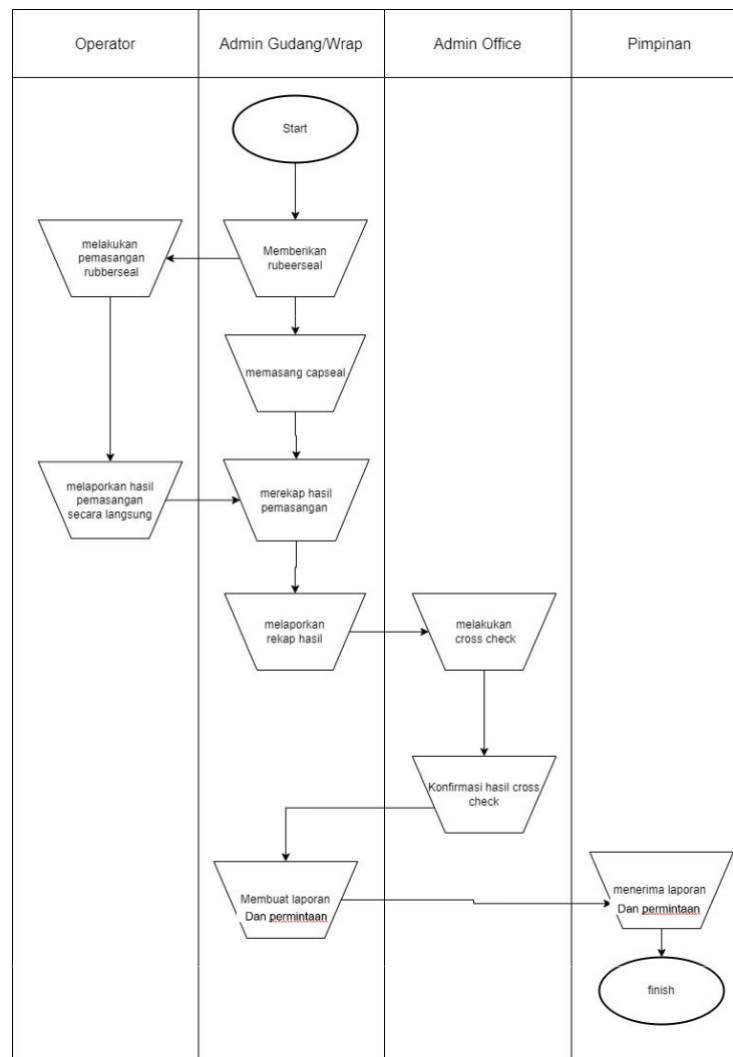 Operator
Admin Gudang/Wrap
Admin Office
Pimpinan
Start
melakukan
pemasangan
rubberseal
Memberikan
rubeerseal
memasang capseal
melaporkan hasil
pemasangan
secara langsung
merekap hasil
pemasangan
melaporkan
rekap hasil
melakukan
cross check
Konfirmasi hasil cross
check
Membuat laporan
Dan permintaan
menerima laporan
Dan permintaan
finish